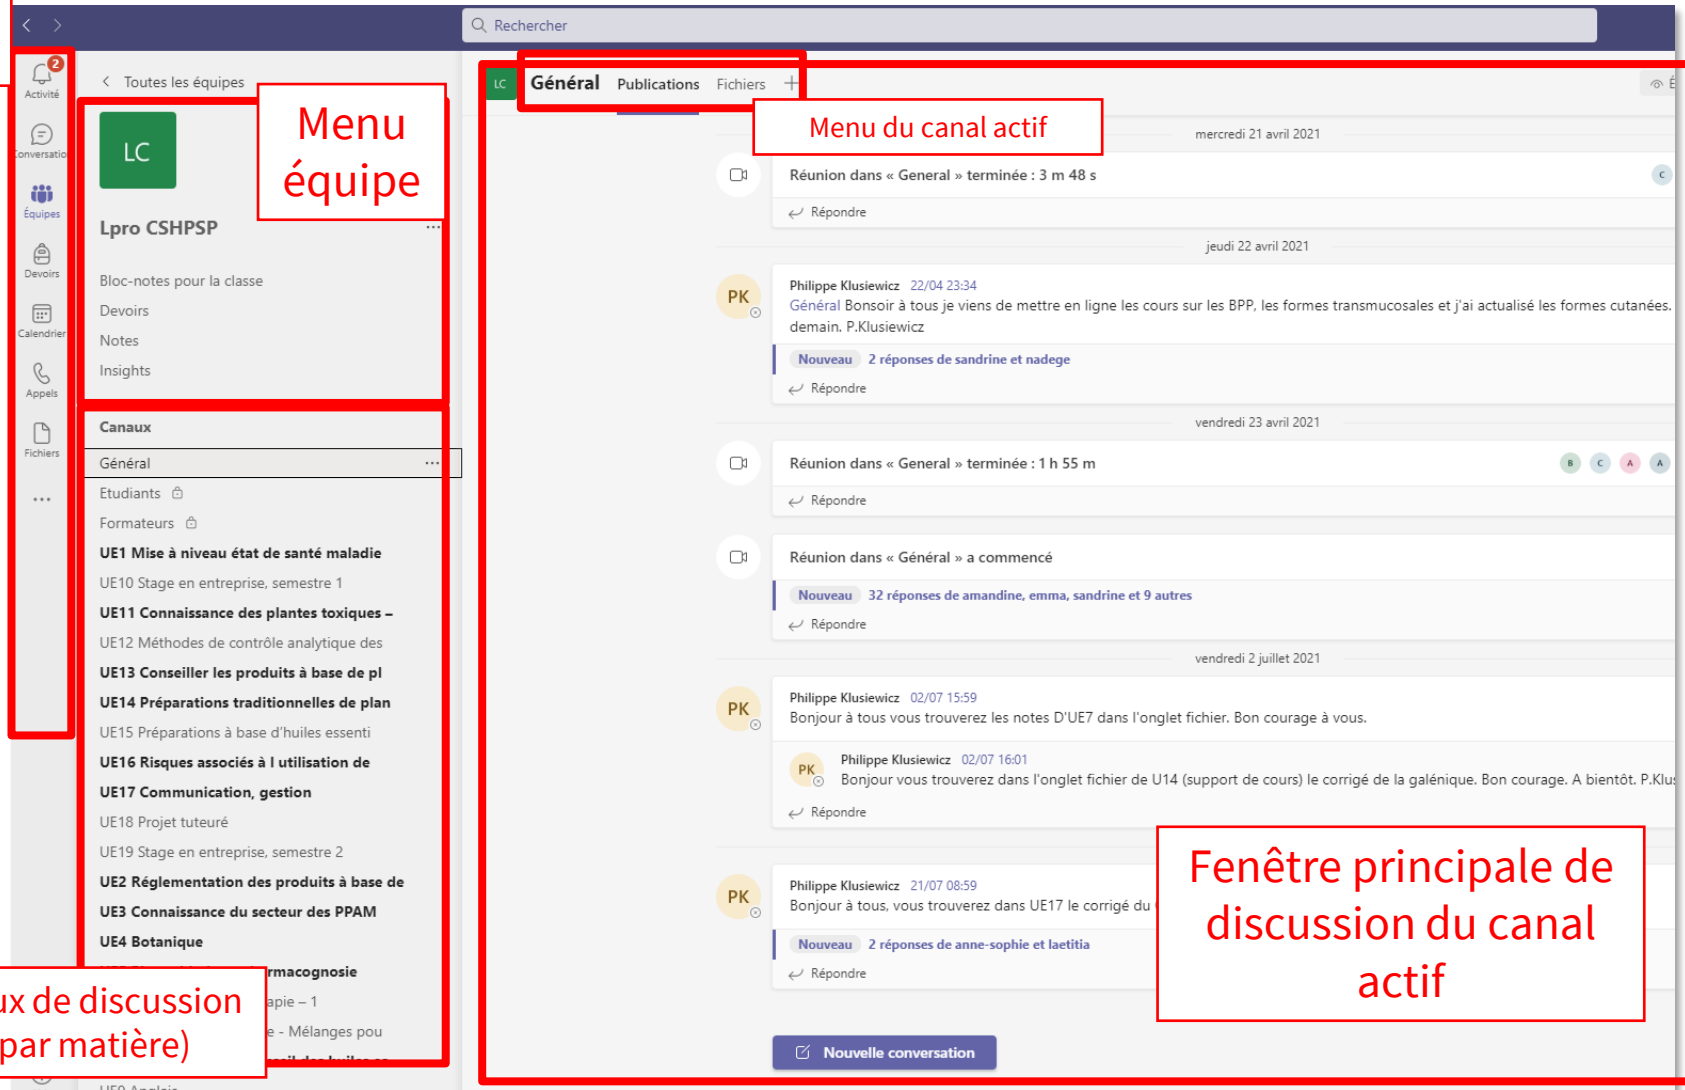 Rechercher
2
Activité
Conversatio
Équipes
Devoirs
Calendrier
Appels
Fichiers
Toutes les équipes
LC
Menu
équipe
Lpro CSHPSP
Bloc-notes pour la classe
Devoirs
Notes
Insights
Canaux
Général
Etudiants
Formateurs
UE1 Mise à niveau état de santé maladie
UE10 Stage en entreprise, semestre 1
UE11 Connaissance des plantes toxiques –
UE12 Méthodes de contrôle analytique des
UE13 Conseiller les produits à base de pl
UE14 Préparations traditionnelles de plan
UE15 Préparations à base d'huiles essenti
UE16 Risques associés à l utilisation de
UE17 Communication, gestion
UE18 Projet tuteuré
UE19 Stage en entreprise, semestre 2
UE2 Réglementation des produits à base de
UE3 Connaissance du secteur des PPAM
UE4 Botanique
rmacognosie
apie – 1
e - Mélanges pou
ux de discussion
par matière)
UE9 Anglais
LC Général Publications Fichiers
Menu du canal actif
mercredi 21 avril 2021
Réunion dans « General » terminée : 3 m 48 s
C
Répondre
jeudi 22 avril 2021
PK
Philippe Klusiewicz 22/04 23:34
Général Bonsoir à tous je viens de mettre en ligne les cours sur les BPP, les formes transmucosales et j'ai actualisé les formes cutanées.
demain. P.Klusiewicz
Nouveau 2 réponses de sandrine et nadege
Répondre
vendredi 23 avril 2021
Réunion dans « General » terminée : 1 h 55 m
B C A A
Répondre
Réunion dans « Général » a commencé
Nouveau 32 réponses de amandine, emma, sandrine et 9 autres
Répondre
vendredi 2 juillet 2021
PK
Philippe Klusiewicz 02/07 15:59
Bonjour à tous vous trouverez les notes D'UE7 dans l'onglet fichier. Bon courage à vous.
PK
Philippe Klusiewicz 02/07 16:01
Bonjour vous trouverez dans l'onglet fichier de U14 (support de cours) le corrigé de la galénique. Bon courage. A bientôt. P.Klus
Répondre
PK
Philippe Klusiewicz 21/07 08:59
Bonjour à tous, vous trouverez dans UE17 le corrigé du
Nouveau 2 réponses de anne-sophie et laetitia
Répondre
Fenêtre principale de
discussion du canal
actif
Nouvelle conversation